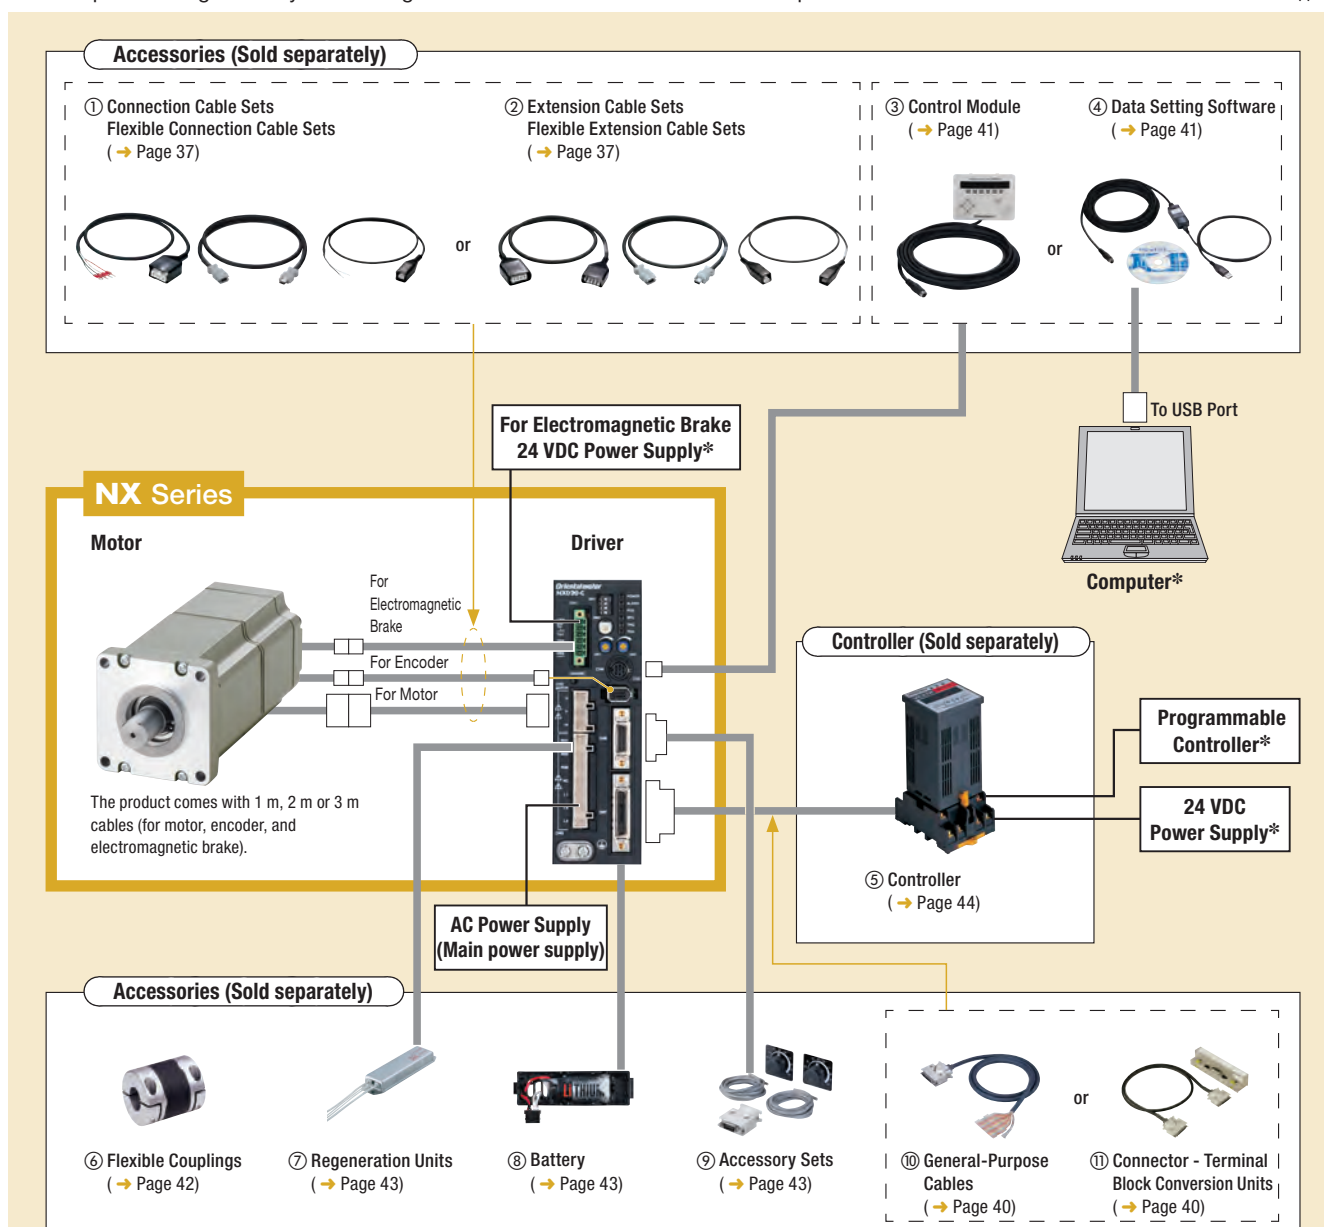 Accessories (Sold separately)
① Connection Cable Sets
Flexible Connection Cable Sets
( ➜ Page 37)
② Extension Cable Sets
Flexible Extension Cable Sets
( ➜ Page 37)
③ Control Module
( ➜ Page 41)
④ Data Setting Software
( ➜ Page 41)
or
or
To USB Port
For Electromagnetic Brake
24 VDC Power Supply*
NX Series
Motor
Driver
Computer*
For
Electromagnetic
Brake
For Encoder
For Motor
Controller (Sold separately)
Programmable
Controller*
24 VDC
Power Supply*
The product comes with 1 m, 2 m or 3 m
cables (for motor, encoder, and
electromagnetic brake).
⑤ Controller
( ➜ Page 44)
AC Power Supply
(Main power supply)
Accessories (Sold separately)
or
⑥ Flexible Couplings
( ➜ Page 42)
⑦ Regeneration Units
( ➜ Page 43)
⑧ Battery
( ➜ Page 43)
⑨ Accessory Sets
( ➜ Page 43)
⑩ General-Purpose
Cables
( ➜ Page 40)
⑪ Connector - Terminal
Block Conversion Units
( ➜ Page 40)